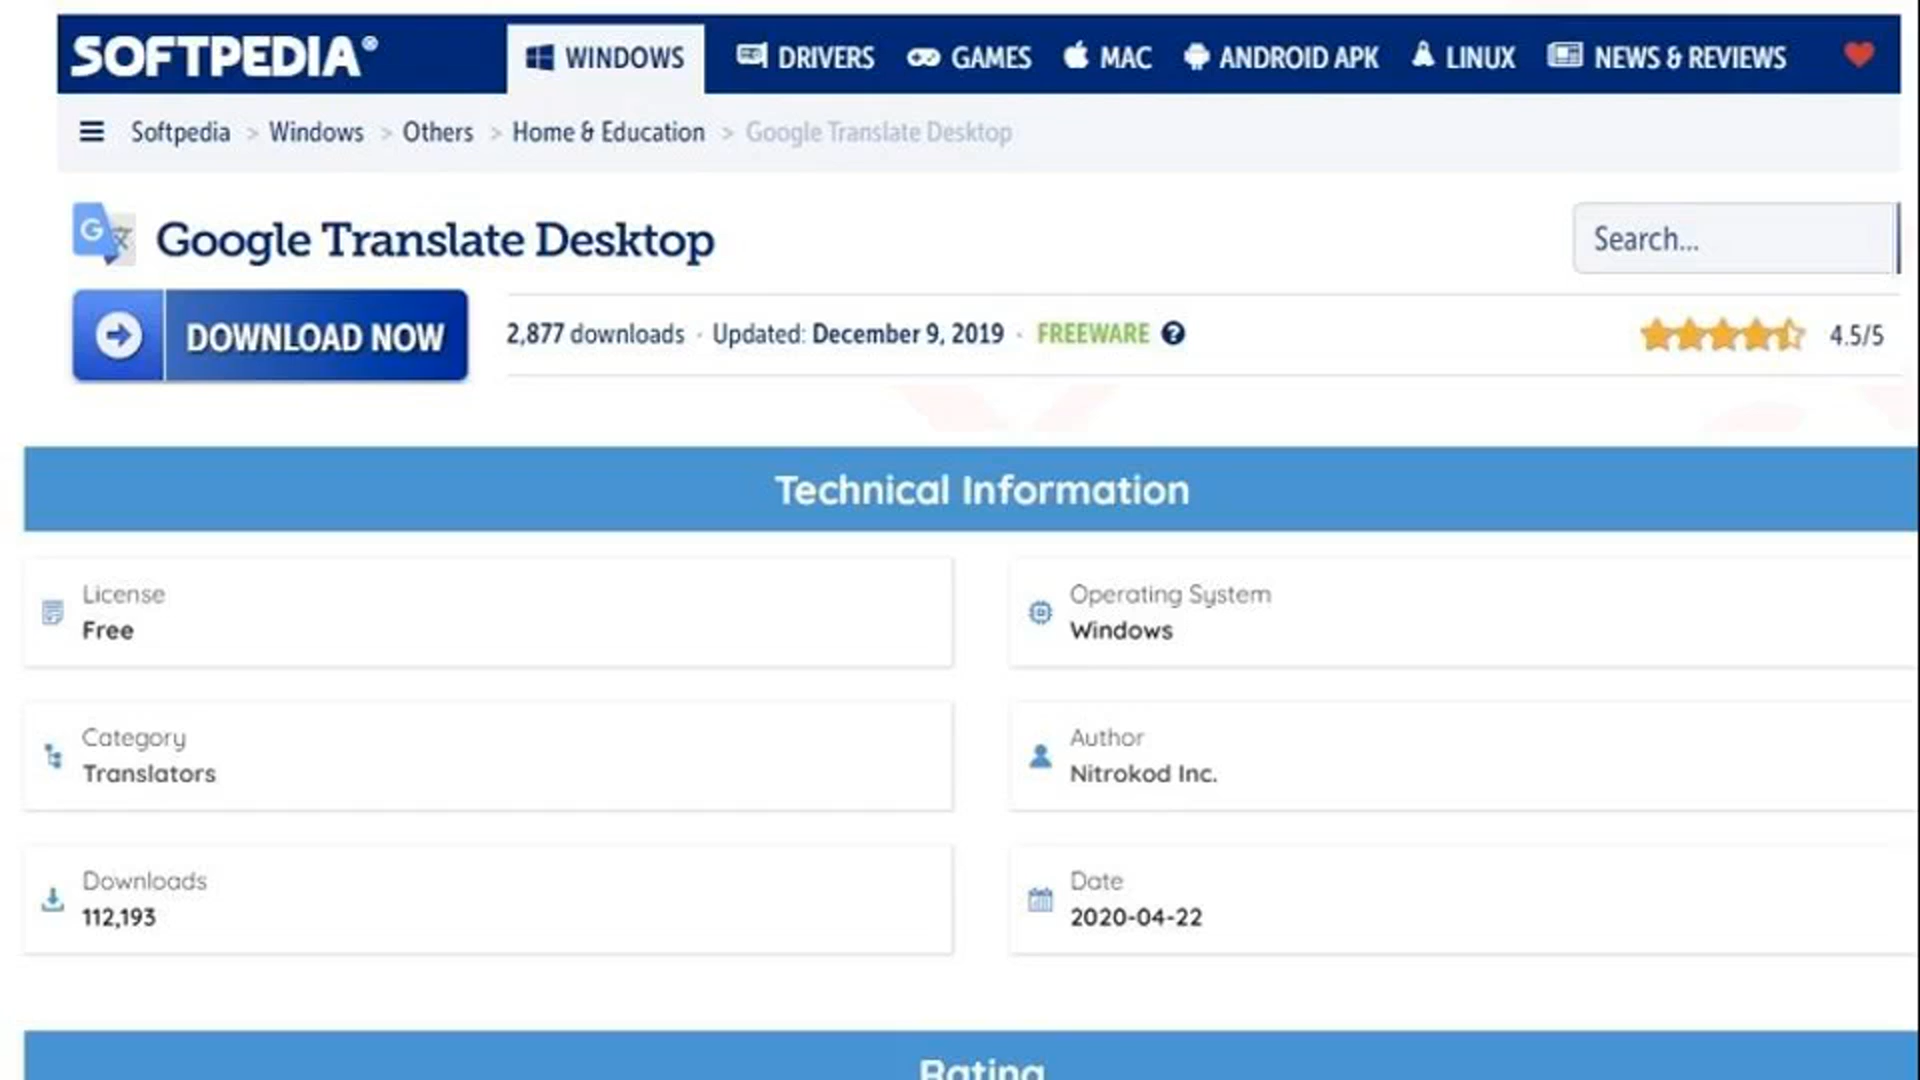 SOFTPEDIA®
WINDOWS
DRIVERS
GAMES
MAC
ANDROID APK
LINUX
NEWS & REVIEWS
Softpedia > Windows > Others > Home & Education > Google Translate Desktop
Google Translate Desktop
Search...
DOWNLOAD NOW
2,877 downloads · Updated: December 9, 2019 · FREEWARE ?
4.5/5
Technical Information
License
Free
Operating System
Windows
Category
Translators
Author
Nitrokod Inc.
Downloads
112,193
Date
2020-04-22
Rating